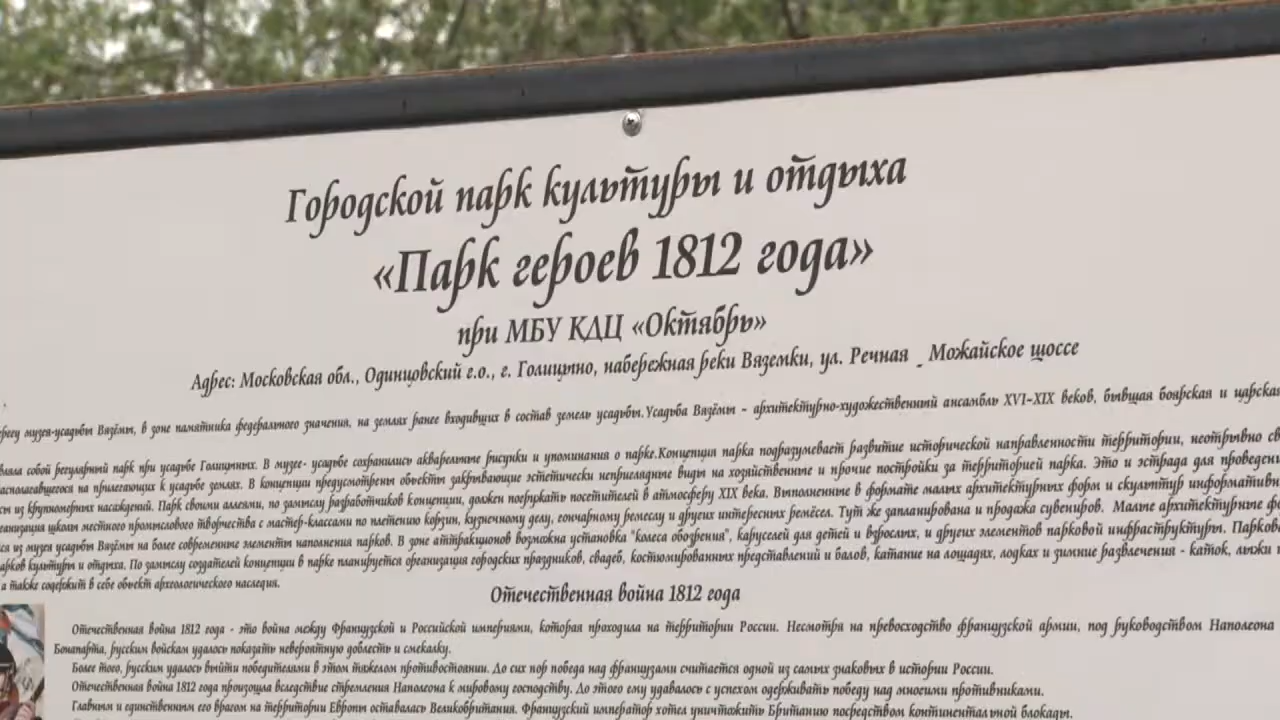 Городской парк культуры и отдыха
«Парк героев 1812 года»
при МБУ КДЦ «Октябрь»
Адрес: Московская обл., Одинцовский г.о., г. Голицыно, набережная реки Вяземки, ул. Речная - Можайское шоссе
музея-усадьбы Вязёмы, в зоне памятника федерального значения, на землях ранее входивших в состав земель усадьбы.Усадьба Вязёмы - архитектурно-художественный ансамбль XVI-XIX веков, бывшая боярская и царская
собой регулярный парк при усадьбе Голицыных. В музее- усадьбе сохранились акварельные рисунки и упоминания о парке.Концепция парка подразумевает развитие исторической направленности территории, неотрывно
располагавшегося на прилегающих к усадьбе землях. В концепции предусмотрены объекты закрывающие эстетически неприглядные виды на хозяйственные и прочие постройки за территорией парка. Это и эстрада для
из крупномерных насаждений. Парк своими аллеями, по замыслу разработчиков концепции, должен погружать посетителей в атмосферу XIX века. Выполненные в формате малых архитектурных форм и скульптур
школы местного промыслового творчества с мастер-классами по плетению корзин, кузнечному делу, гончарному ремеслу и других интересных ремёсел. Тут же запланирована и продажа сувениров. Малые архитектурные
из музея усадьбы Вязёмы на более современные элементы наполнения парков. В зоне аттракционов возможна установка "колеса обозрения", каруселей для детей и взрослых, и других элементов парковой инфраструктуры.
культуры и отдыха. По замыслу создателей концепции в парке планируется организация городских праздников, свадеб, костюмированных представлений и балов, катание на лошадях, лодках и зимние развлечения - каток, лыжи
а также содержит в себе объект археологического наследия.
Отечественная война 1812 года
Отечественная война 1812 года - это война между Французской и Российской империями, которая проходила на территории России. Несмотря на превосходство французской армии, под руководством Наполеона
Бонапарта, русским войскам удалось показать невероятную доблесть и смекалку.
Более того, русским удалось выйти победителями в этом тяжелом противостоянии. До сих пор победа над французами считается одной из самых знаковых в истории России.
Отечественная война 1812 года произошла вследствие стремления Наполеона к мировому господству. До этого ему удавалось с успехом одерживать победу над многими противниками.
Главным и единственным его врагом на территории Европы оставалась Великобритания. Французский император хотел уничтожить Британию посредством континентальной блокады.